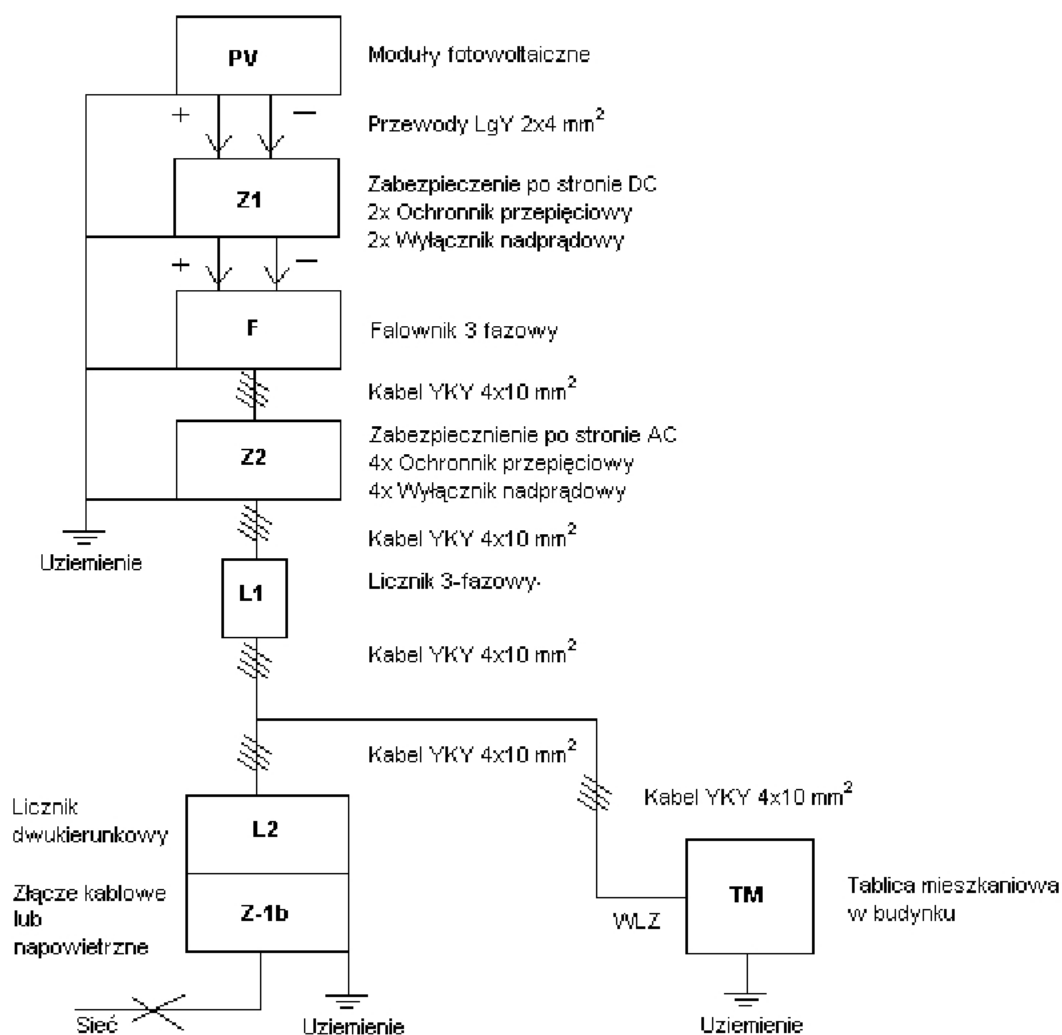 PV
Moduły fotowoltaiczne
+
—
Przewody LgY 2x4 mm²
Z1
Zabezpieczenie po stronie DC
2x Ochronnik przepięciowy
2x Wyłącznik nadprądowy
+
—
F
Falownik 3 fazowy
Kabel YKY 4x10 mm²
Z2
Zabezpiecznienie po stronie AC
4x Ochronnik przepięciowy
4x Wyłącznik nadprądowy
Uziemienie
Kabel YKY 4x10 mm²
L1
Licznik 3-fazowy-
Kabel YKY 4x10 mm²
Kabel YKY 4x10 mm²
Kabel YKY 4x10 mm²
Licznik
dwukierunkowy
L2
Złącze kablowe
lub
napowietrzne
Z-1b
WLZ
TM
Tablica mieszkaniowa
w budynku
Sieć
Uziemienie
Uziemienie